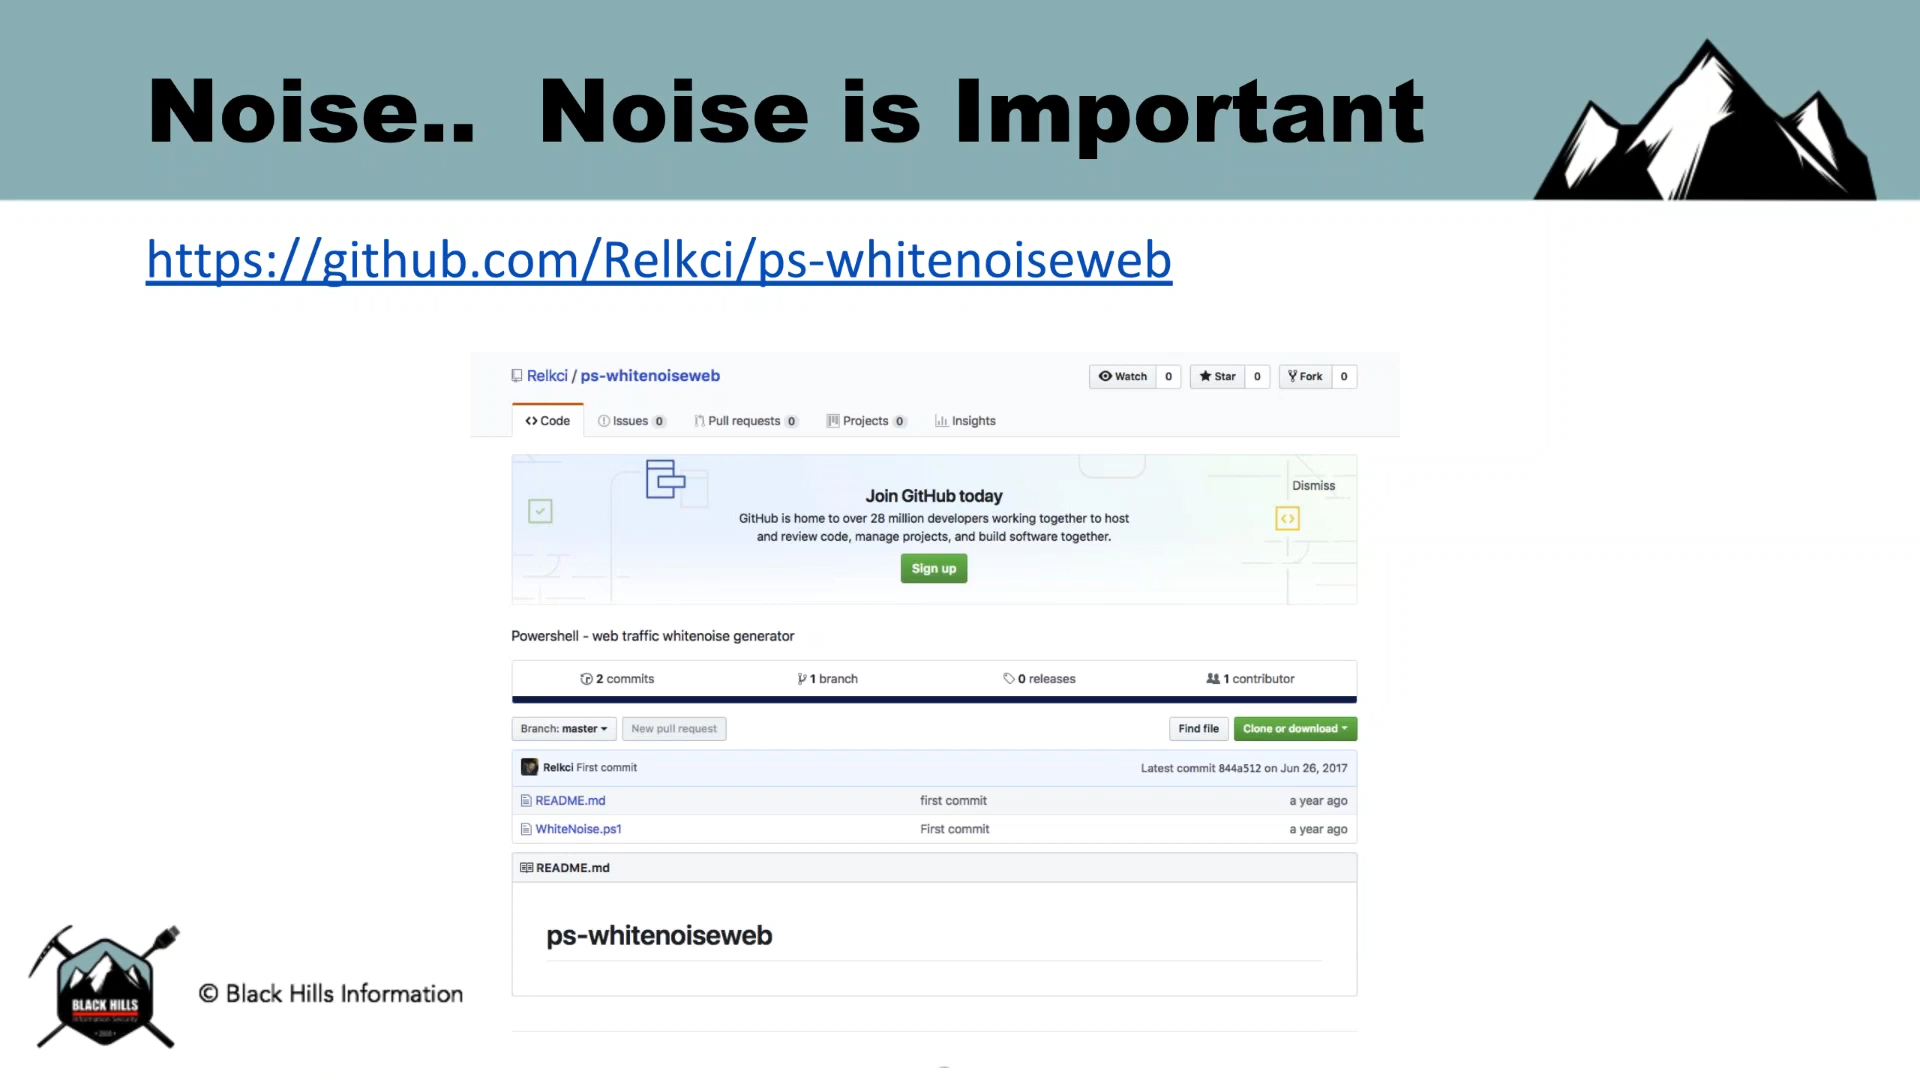 Noise.. Noise is Important
https://github.com/Relkci/ps-whitenoiseweb
Relkci / ps-whitenoiseweb
Watch 0 Star 0 Fork 0
Code Issues 0 Pull requests 0 Projects 0 Insights
Dismiss
Join GitHub today
GitHub is home to over 28 million developers working together to host
and review code, manage projects, and build software together.
Sign up
Powershell - web traffic whitenoise generator
2 commits 1 branch 0 releases 1 contributor
Branch: master New pull request Find file Clone or download
Relkci First commit Latest commit 844a512 on Jun 26, 2017
README.md first commit a year ago
WhiteNoise.ps1 First commit a year ago
README.md
ps-whitenoiseweb
BLACK HILLS
Information Security
• 2008 •
© Black Hills Information